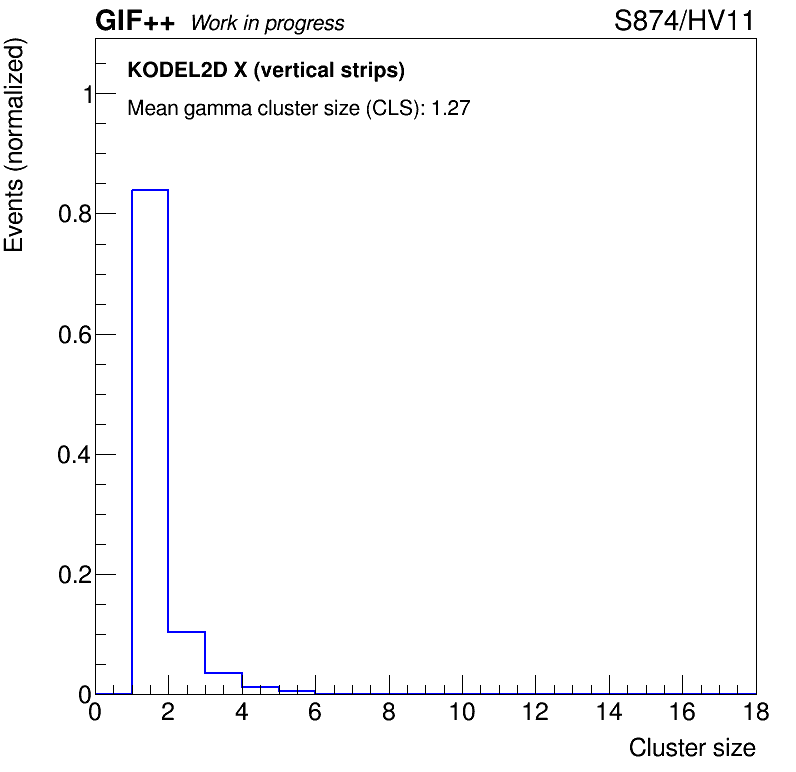 GIF++ Work in progress S874/HV11
KODEL2D X (vertical strips)
Mean gamma cluster size (CLS): 1.27
Events (normalized)
1
0.8
0.6
0.4
0.2
0
0 2 4 6 8 10 12 14 16 18
Cluster size